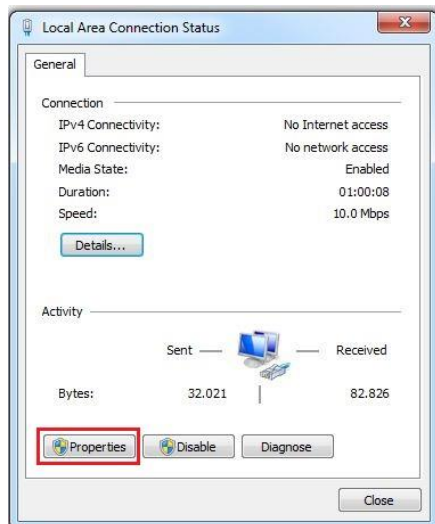 Local Area Connection Status
General
Connection
IPv4 Connectivity: No Internet access
IPv6 Connectivity: No network access
Media State: Enabled
Duration: 01:00:08
Speed: 10.0 Mbps
Details...
Activity
Sent Received
Bytes: 32.021 82.826
Properties Disable Diagnose
Close